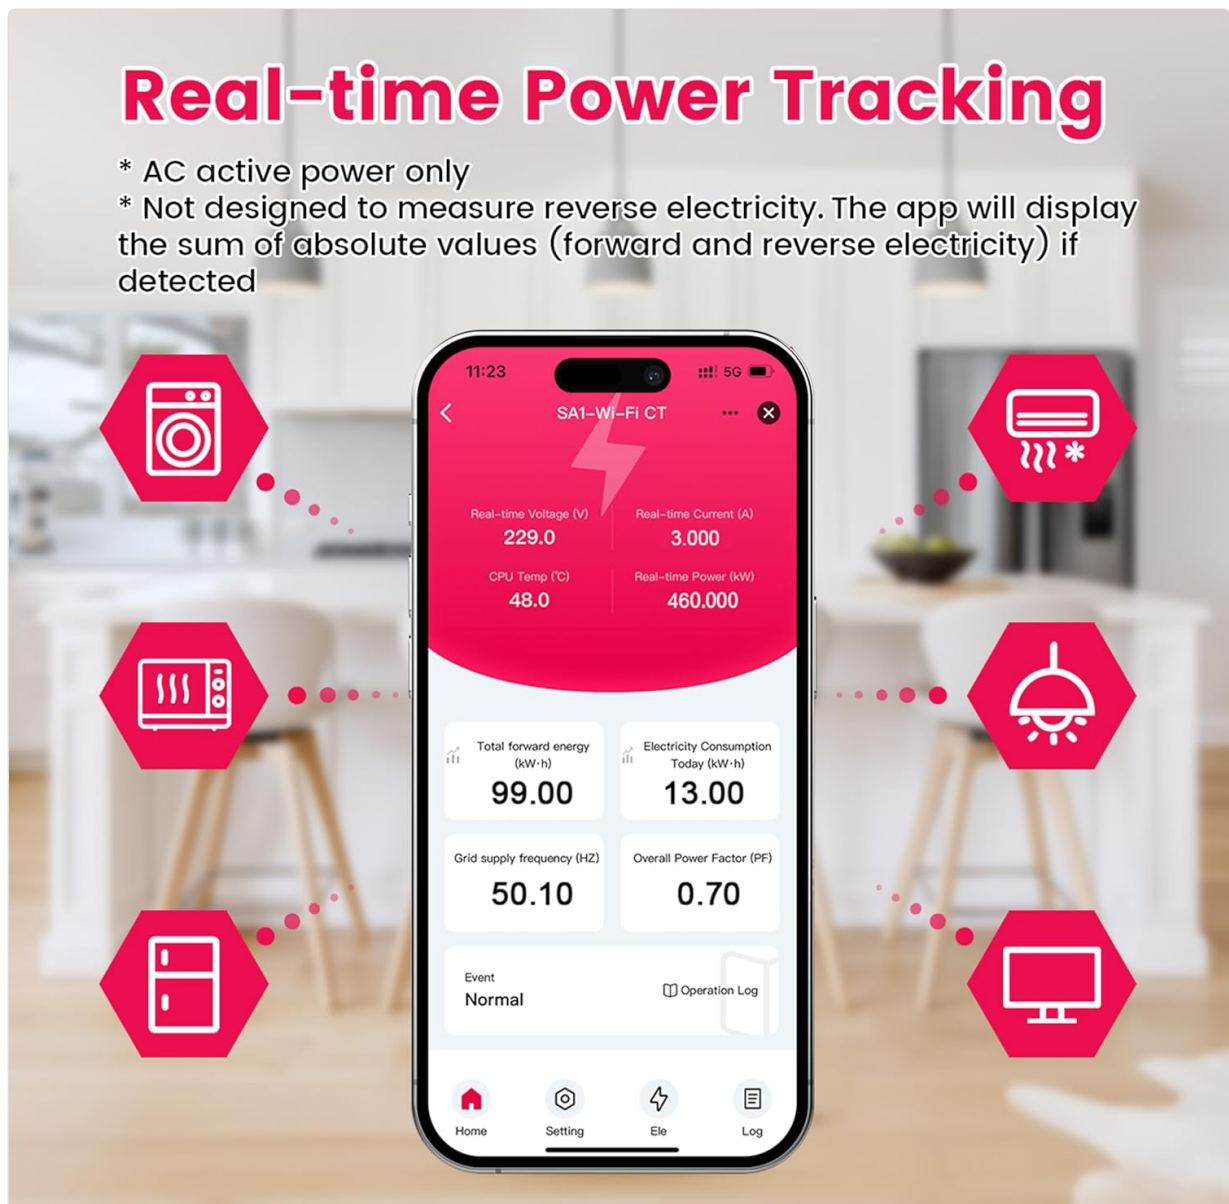 Real-time Power Tracking
* AC active power only
* Not designed to measure reverse electricity. The app will display
the sum of absolute values (forward and reverse electricity) if
detected
11:23
5G
SA1-Wi-Fi CT
Real-time Voltage (V)
229.0
Real-time Current (A)
3.000
CPU Temp (℃)
48.0
Real-time Power (kW)
460.000
Total forward energy
(kW·h)
99.00
Electricity Consumption
Today (kW·h)
13.00
Grid supply frequency (HZ)
50.10
Overall Power Factor (PF)
0.70
Event
Normal
Operation Log
Home
Setting
Ele
Log